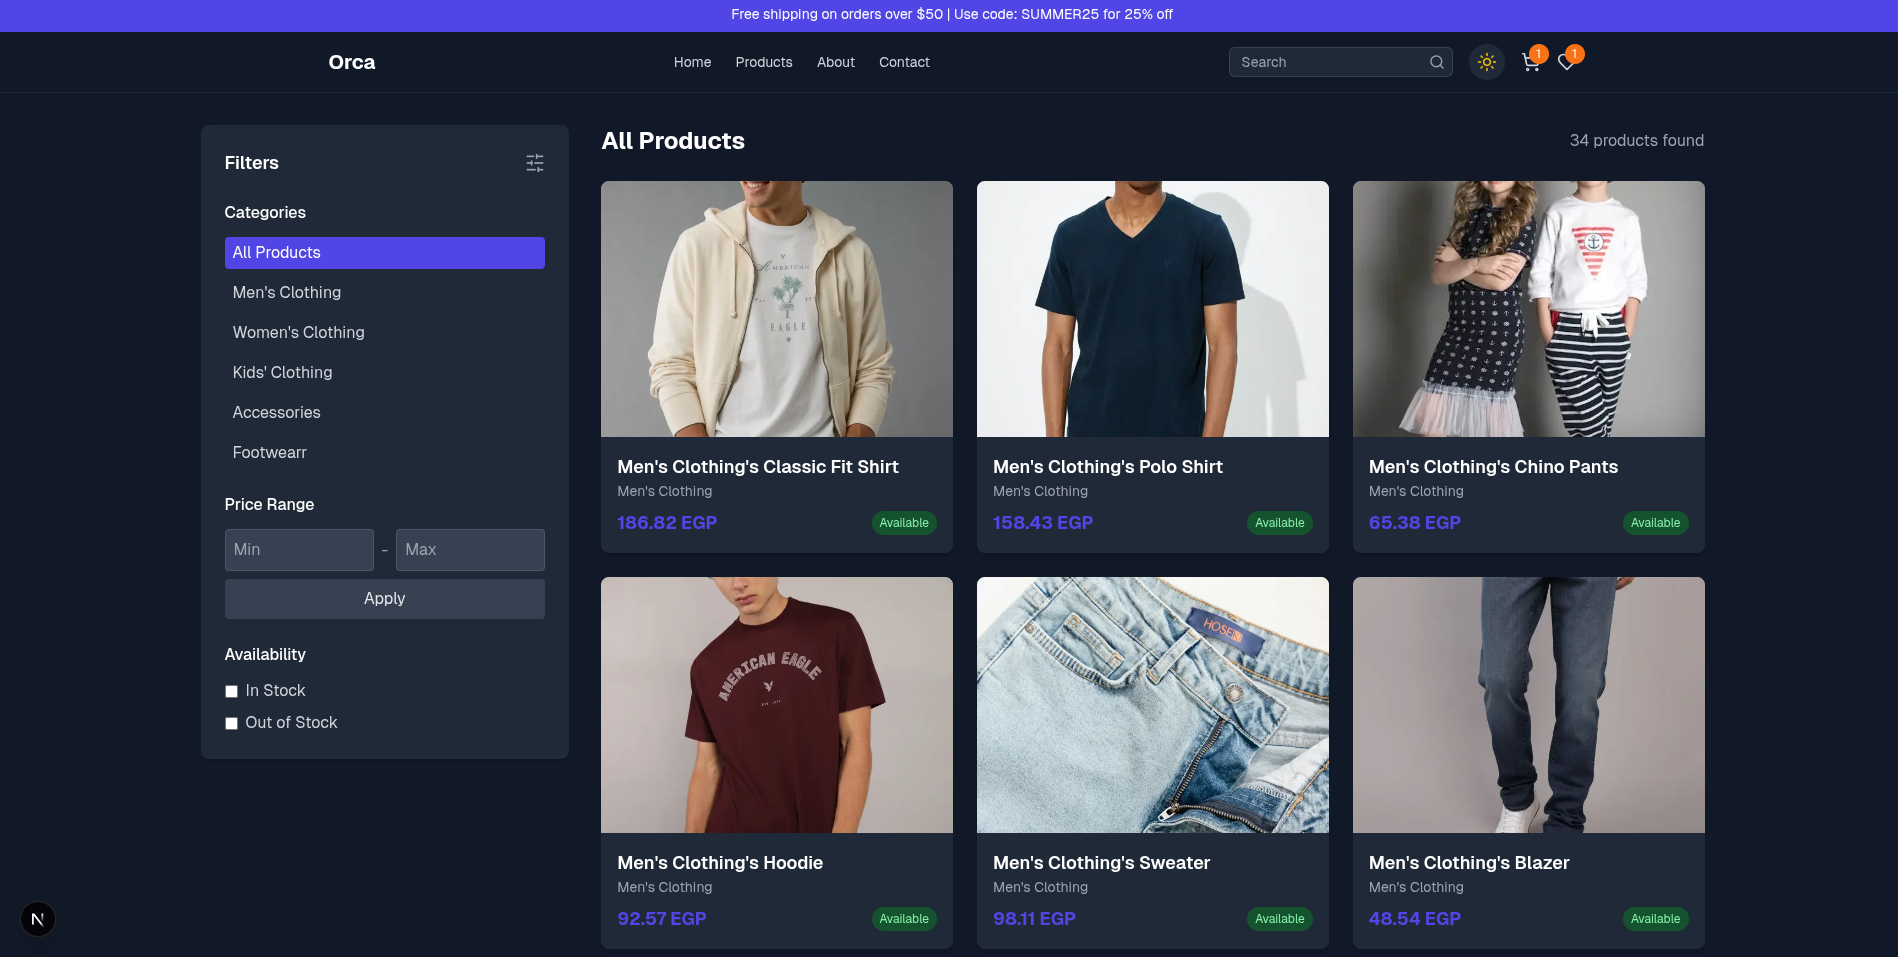 Free shipping on orders over $50 | Use code: SUMMER25 for 25% off
Orca
Home
Products
About
Contact
Search
1
1
Filters
Categories
All Products
Men's Clothing
Women's Clothing
Kids' Clothing
Accessories
Footwearr
Price Range
Min
-
Max
Apply
Availability
In Stock
Out of Stock
All Products
34 products found
AMERICAN
EAGLE
Men's Clothing's Classic Fit Shirt
Men's Clothing
186.82 EGP
Available
Men's Clothing's Polo Shirt
Men's Clothing
158.43 EGP
Available
Men's Clothing's Chino Pants
Men's Clothing
65.38 EGP
Available
AMERICAN EAGLE
Men's Clothing's Hoodie
Men's Clothing
92.57 EGP
Available
Men's Clothing's Sweater
Men's Clothing
98.11 EGP
Available
Men's Clothing's Blazer
Men's Clothing
48.54 EGP
Available
N